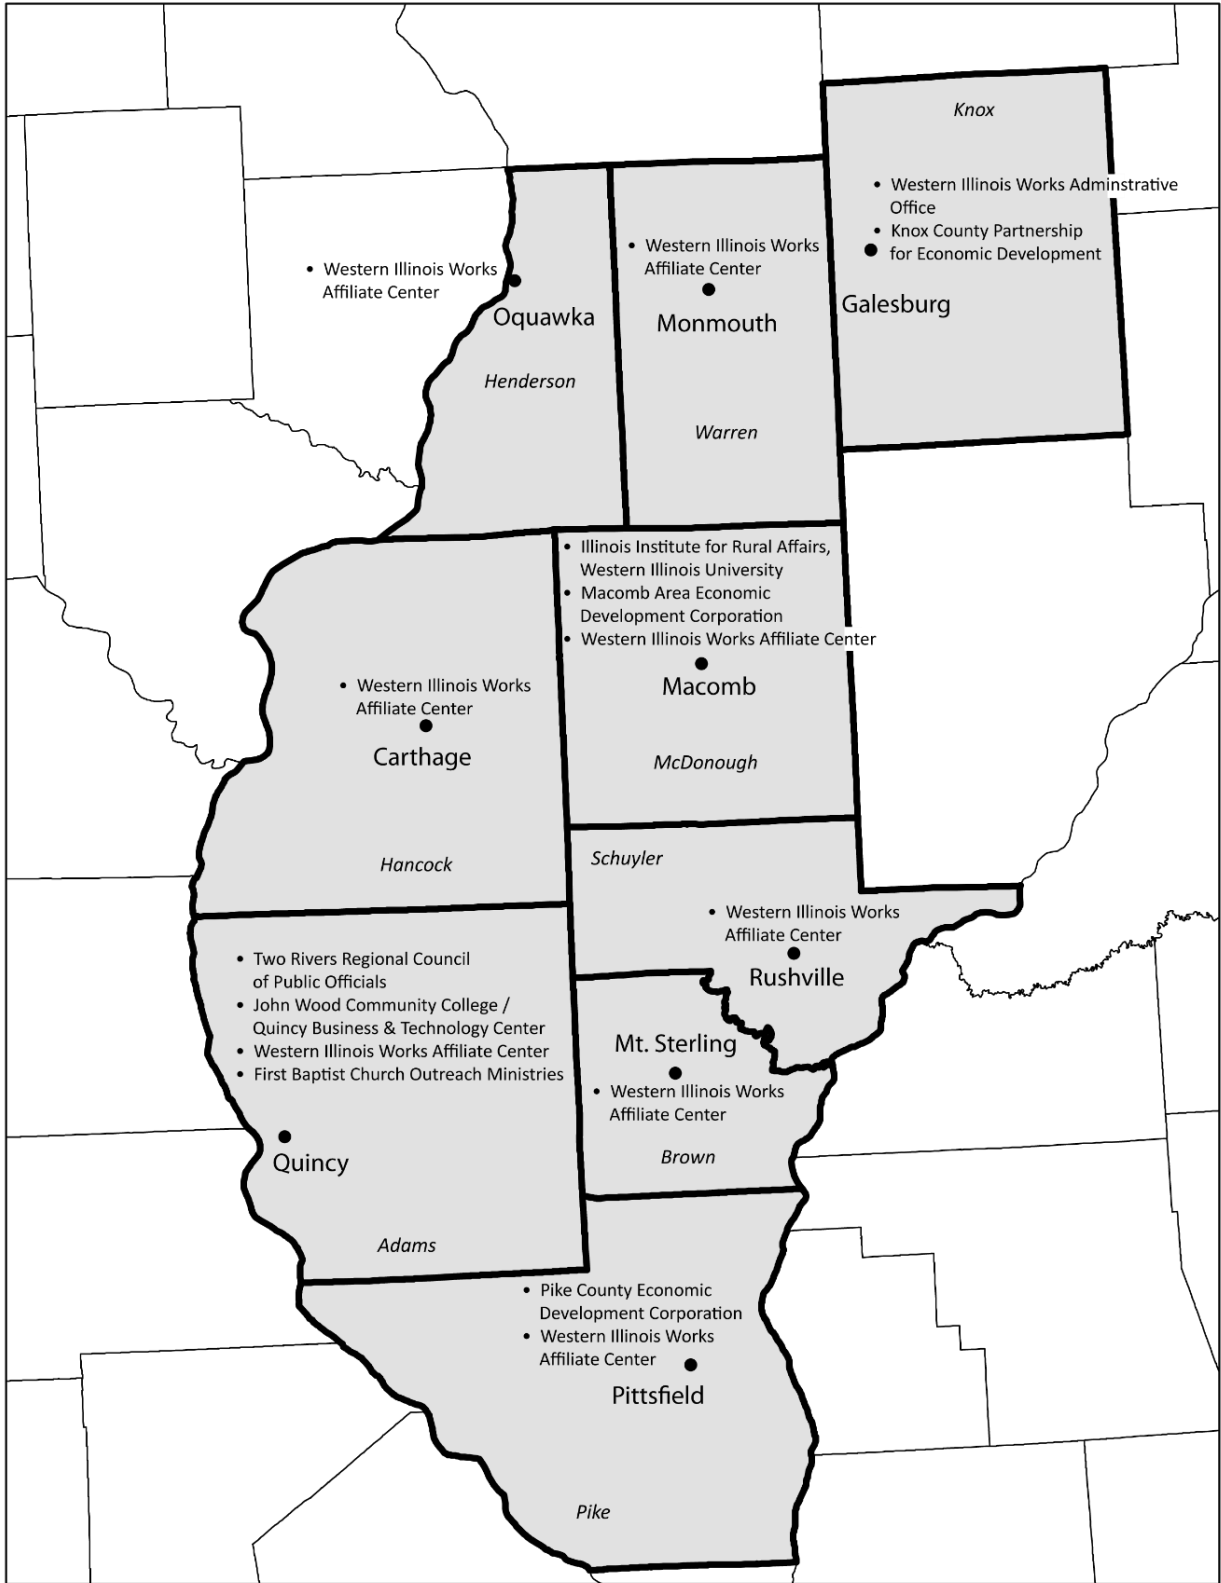 Knox
• Western Illinois Works Adminstrative
Office
• Knox County Partnership
for Economic Development
Galesburg
• Western Illinois Works
Affiliate Center
Monmouth
Warren
• Western Illinois Works
Affiliate Center
Oquawka
Henderson
• Illinois Institute for Rural Affairs,
Western Illinois University
• Macomb Area Economic
Development Corporation
• Western Illinois Works Affiliate Center
Macomb
McDonough
• Western Illinois Works
Affiliate Center
Carthage
Hancock
Schuyler
• Western Illinois Works
Affiliate Center
Rushville
• Two Rivers Regional Council
of Public Officials
• John Wood Community College /
Quincy Business & Technology Center
• Western Illinois Works Affiliate Center
• First Baptist Church Outreach Ministries
Quincy
Adams
Mt. Sterling
• Western Illinois Works
Affiliate Center
Brown
• Pike County Economic
Development Corporation
• Western Illinois Works
Affiliate Center
Pittsfield
Pike